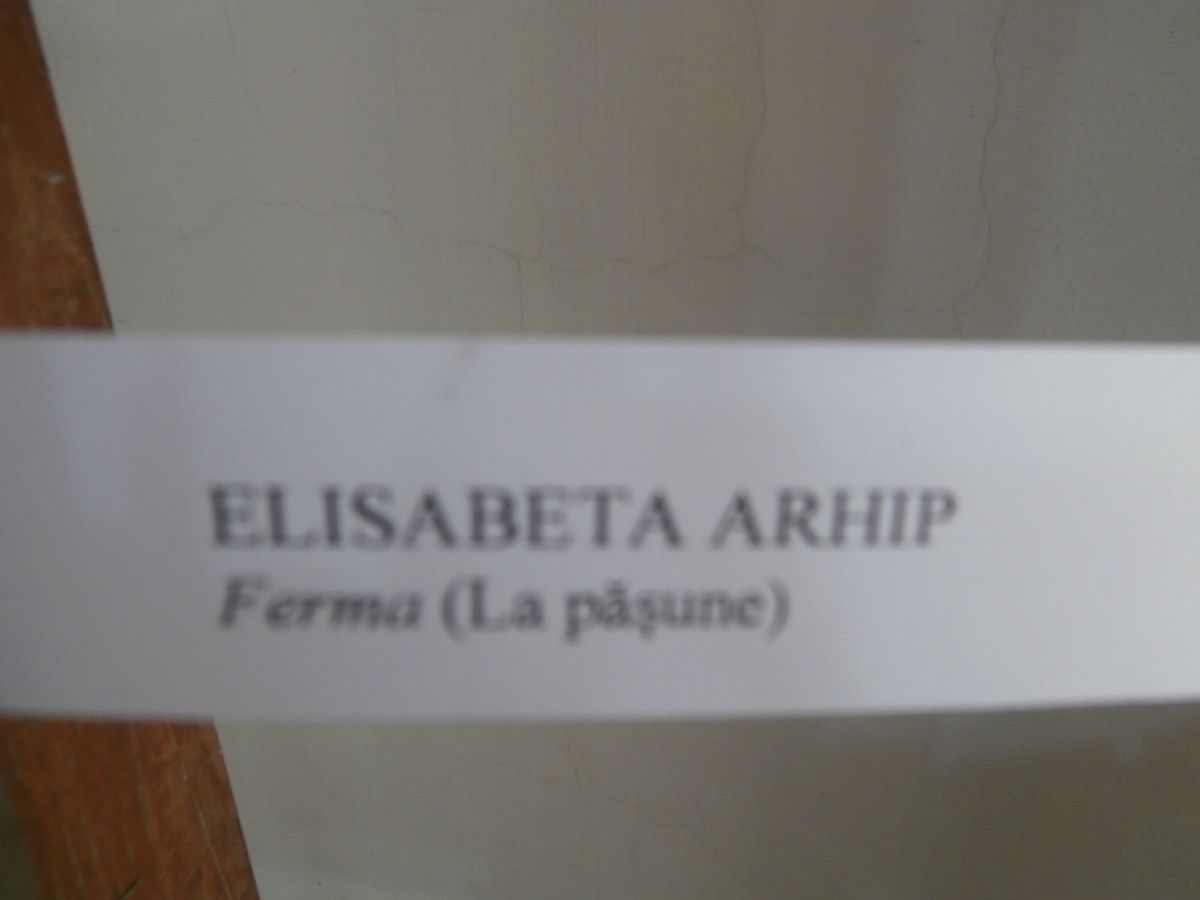 ELISABETA ARHIP
Ferma (La pășune)